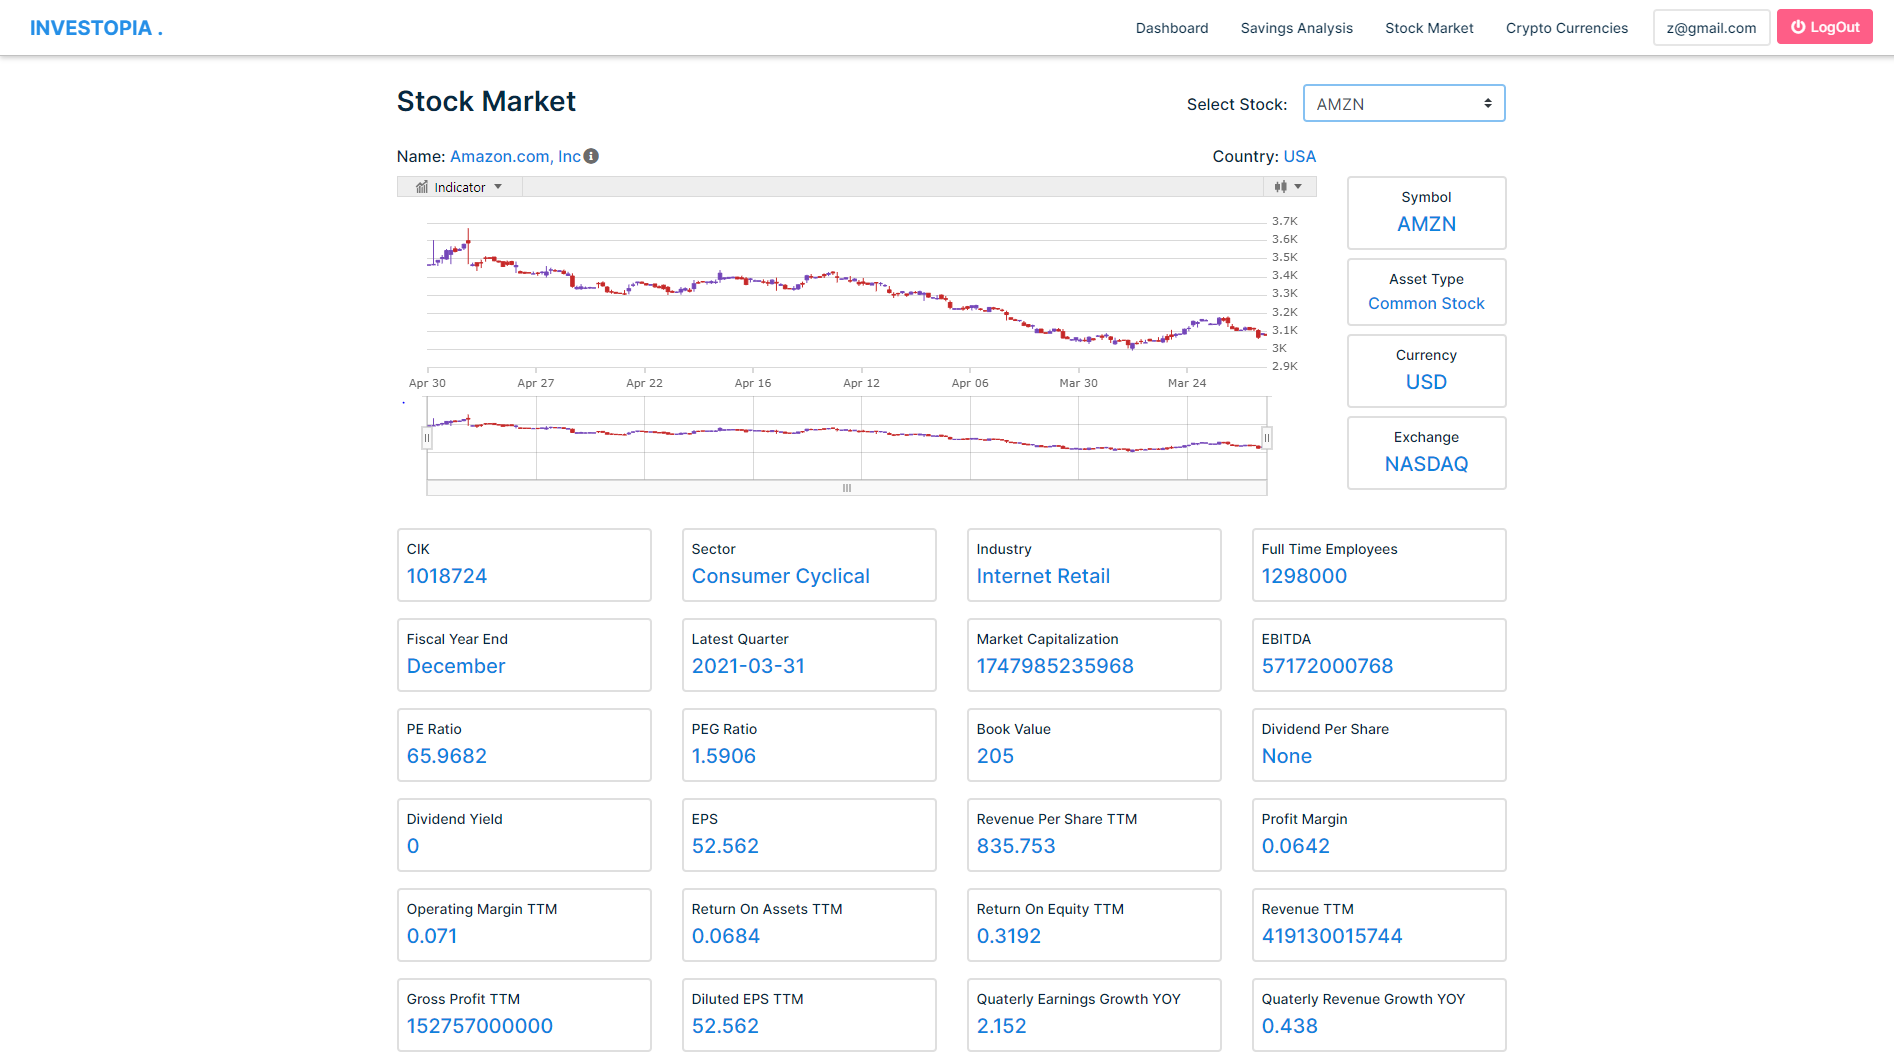 INVESTOPIA .
Dashboard
Savings Analysis
Stock Market
Crypto Currencies
z@gmail.com
LogOut
Stock Market
Select Stock:
AMZN
Name: Amazon.com, Inc
Country: USA
Indicator
3.7K
3.6K
3.5K
3.4K
3.3K
3.2K
3.1K
3K
2.9K
Apr 30
Apr 27
Apr 22
Apr 16
Apr 12
Apr 06
Mar 30
Mar 24
Symbol
AMZN
Asset Type
Common Stock
Currency
USD
Exchange
NASDAQ
CIK
1018724
Sector
Consumer Cyclical
Industry
Internet Retail
Full Time Employees
1298000
Fiscal Year End
December
Latest Quarter
2021-03-31
Market Capitalization
1747985235968
EBITDA
57172000768
PE Ratio
65.9682
PEG Ratio
1.5906
Book Value
205
Dividend Per Share
None
Dividend Yield
0
EPS
52.562
Revenue Per Share TTM
835.753
Profit Margin
0.0642
Operating Margin TTM
0.071
Return On Assets TTM
0.0684
Return On Equity TTM
0.3192
Revenue TTM
419130015744
Gross Profit TTM
152757000000
Diluted EPS TTM
52.562
Quaterly Earnings Growth YOY
2.152
Quaterly Revenue Growth YOY
0.438